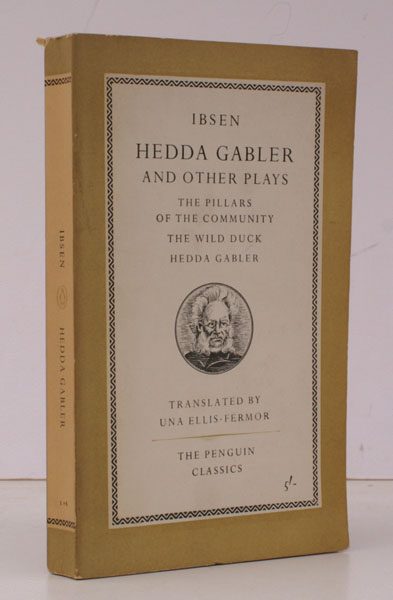 IBSEN
HEDDA GABLER
AND OTHER PLAYS
THE PILLARS
OF THE COMMUNITY
THE WILD DUCK
HEDDA GABLER
TRANSLATED BY
UNA ELLIS-FERMOR
THE PENGUIN
CLASSICS
5/-
IBSEN
HEDDA GABLER